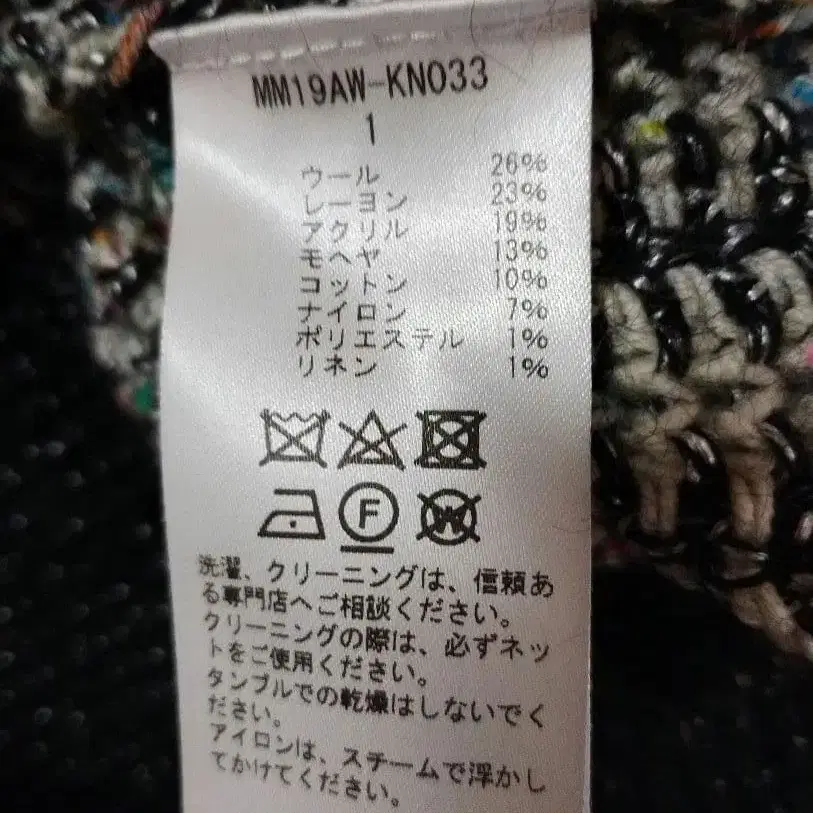 MM19AW-KN033
1
ウール 26%
レーヨン 23%
アクリル 19%
モヘヤ 13%
コットン 10%
ナイロン 7%
ポリエステル 1%
リネン 1%
F W
洗濯、クリーニングは、信頼あ
る専門店へご相談ください。
クリーニングの際は、必ずネッ
トをご使用ください。
タンブルでの乾燥はしないでく
ださい。
アイロンは、スチームで浮かし
てかけてください。